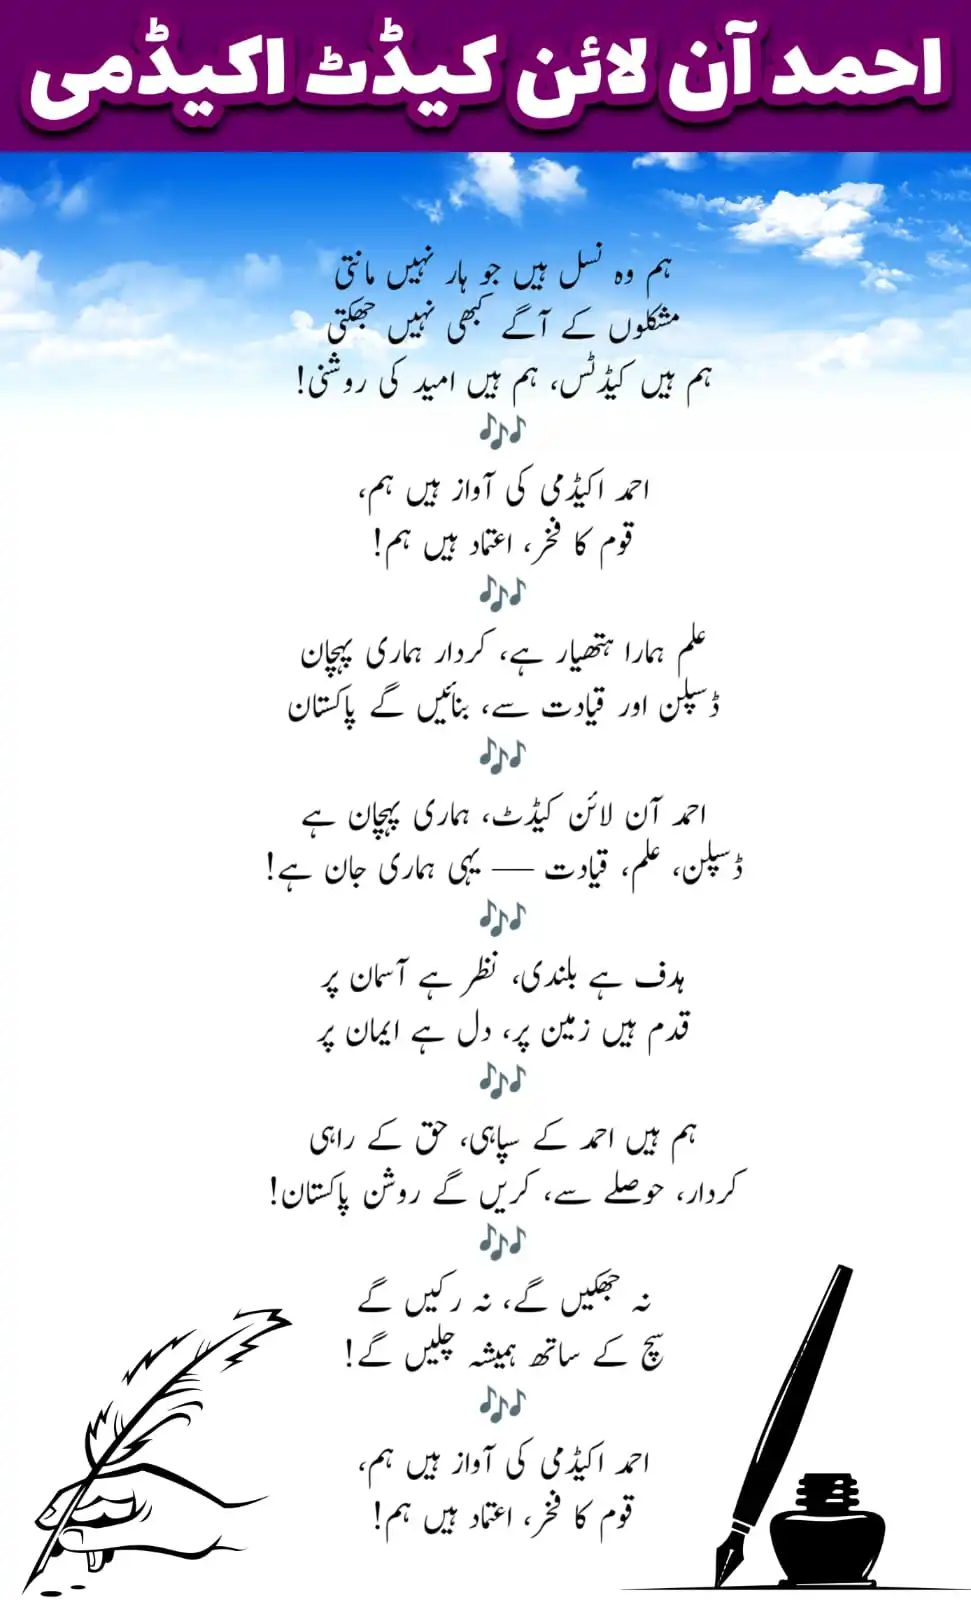 احمد آن لائن کیڈٹ اکیڈمی
ہم وہ نسل ہیں جو ہار نہیں مانتی
مشکلوں کے آگے کبھی نہیں جھکتی
ہم ہیں کیڈٹس، ہم ہیں امید کی روشنی!
🎶
احمد اکیڈمی کی آواز ہیں ہم،
قوم کا فخر، اعتماد ہیں ہم!
🎶
علم ہمارا ہتھیار ہے، کردار ہماری پہچان
ڈسپلن اور قیادت سے، بنائیں گے پاکستان
🎶
احمد آن لائن کیڈٹ، ہماری پہچان ہے
ڈسپلن، علم، قیادت — یہی ہماری جان ہے!
🎶
ہدف ہے بلندی، نظر ہے آسمان پر
قدم ہیں زمین پر، دل ہے ایمان پر
🎶
ہم ہیں احمد کے سپاہی، حق کے راہی
کردار، حوصلے سے، کریں گے روشن پاکستان!
🎶
نہ جھکیں گے، نہ رکیں گے
سچ کے ساتھ ہمیشہ چلیں گے!
🎶
احمد اکیڈمی کی آواز ہیں ہم،
قوم کا فخر، اعتماد ہیں ہم!